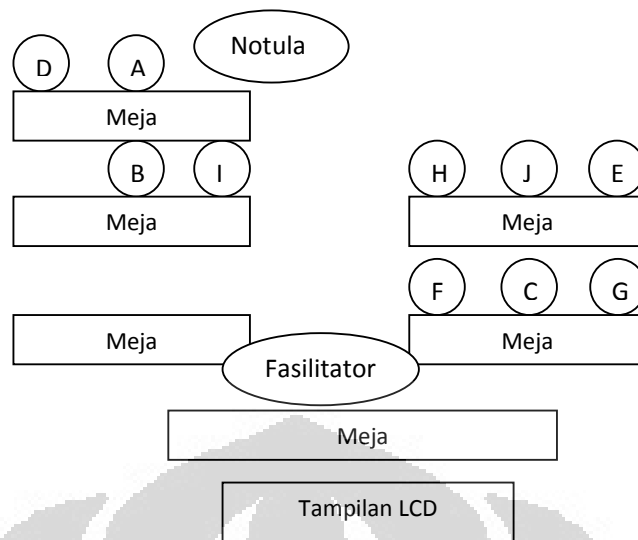 Notula
D A
Meja
B I H J E
Meja Meja
F C G
Meja Meja
Fasilitator
Meja
Tampilan LCD